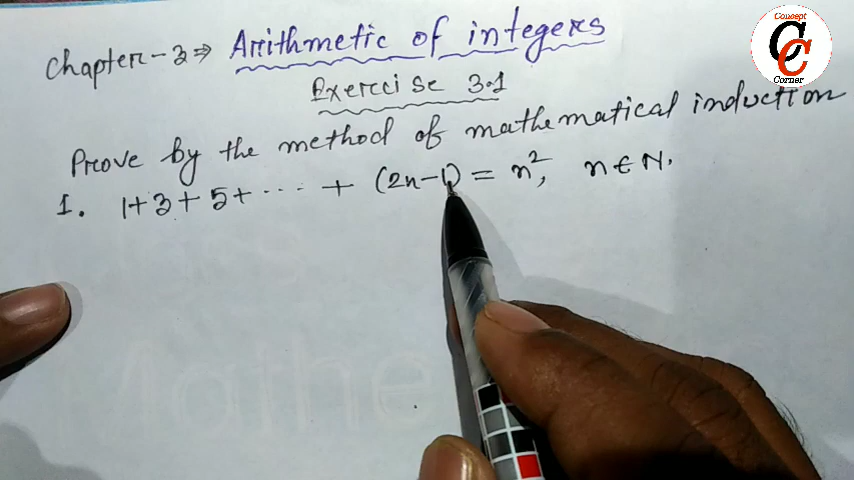 Concept
CC
Corner
Chapter-3⇒ Arithmetic of integers
Exercise 3.1
Prove by the method of mathematical induction
1. 1+3+5+ ··· + (2n-1) = n², n∈N.